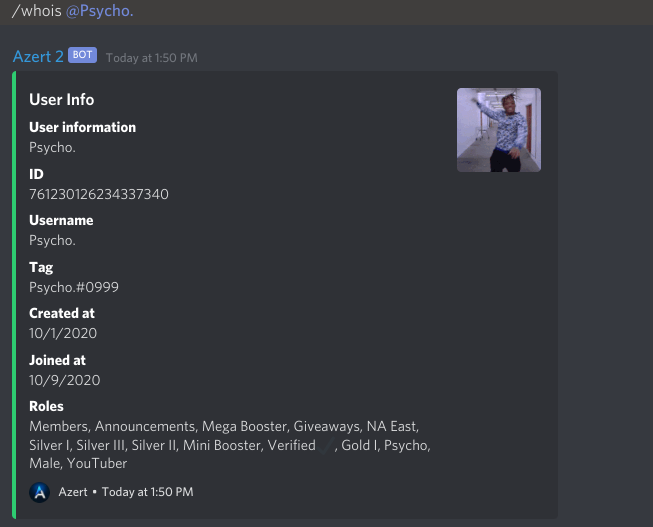 /whois @Psycho.
Azert 2 BOT Today at 1:50 PM
User Info
User information
Psycho.
ID
761230126234337340
Username
Psycho.
Tag
Psycho.#0999
Created at
10/1/2020
Joined at
10/9/2020
Roles
Members, Announcements, Mega Booster, Giveaways, NA East,
Silver I, Silver III, Silver II, Mini Booster, Verified , Gold I, Psycho,
Male, YouTuber
Azert • Today at 1:50 PM